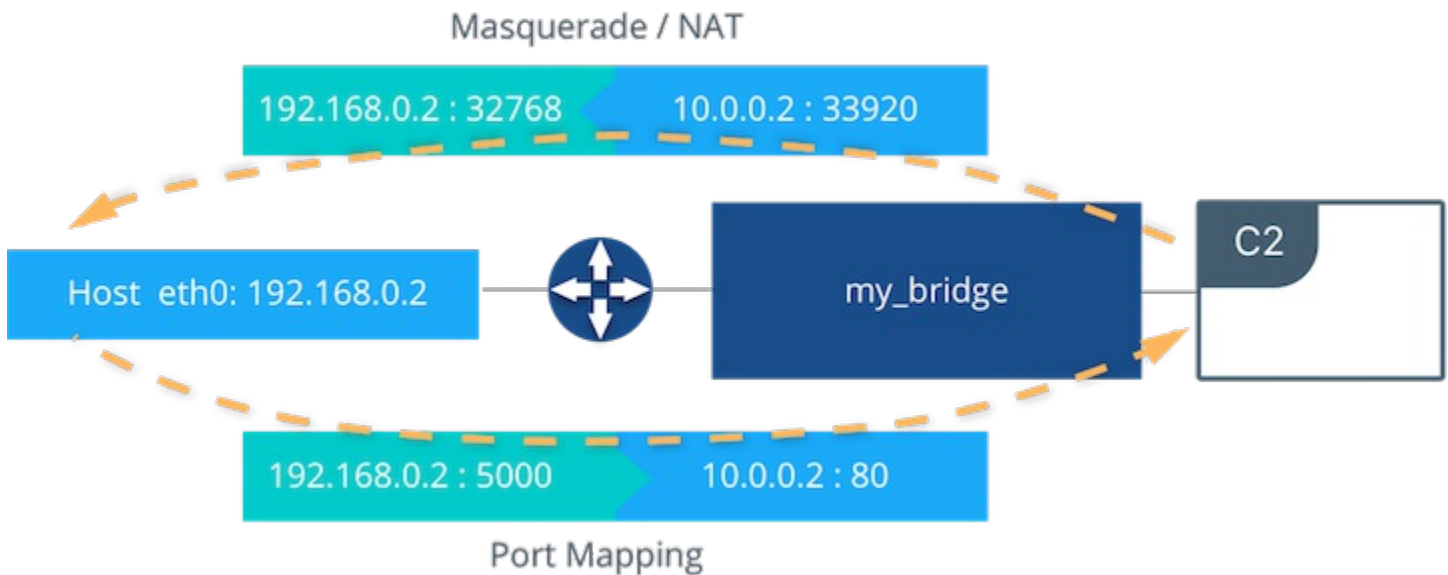 Masquerade / NAT
192.168.0.2 : 32768
10.0.0.2 : 33920
Host eth0: 192.168.0.2
my_bridge
C2
192.168.0.2 : 5000
10.0.0.2 : 80
Port Mapping